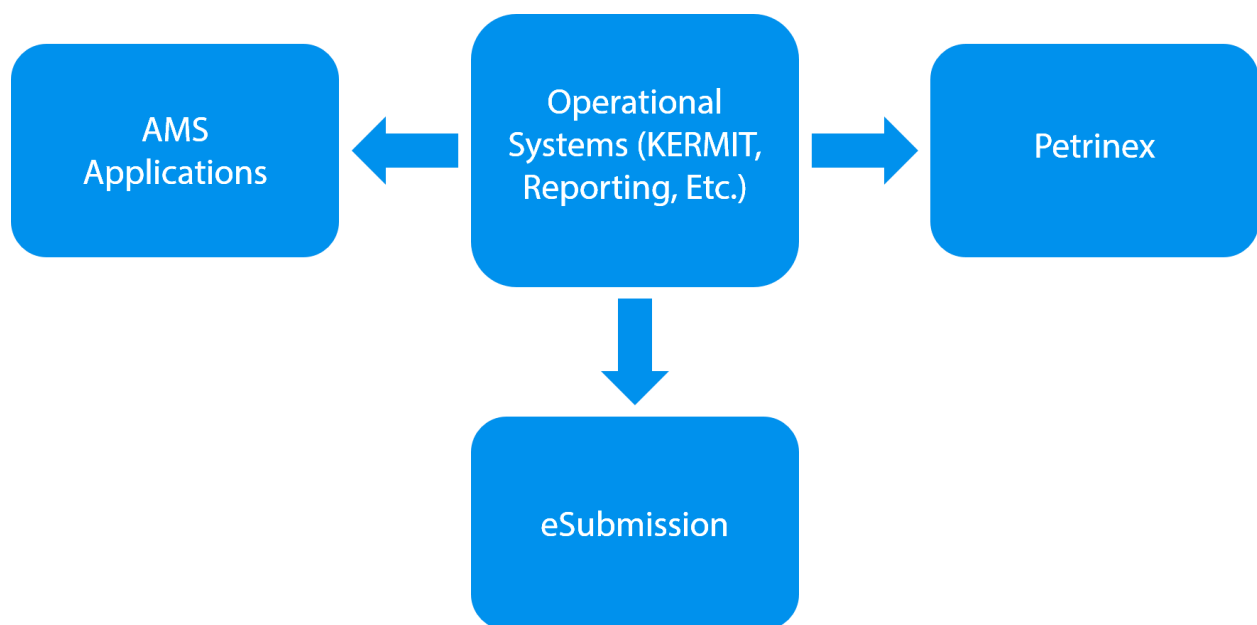 AMS
Applications
Operational
Systems (KERMIT,
Reporting, Etc.)
Petrinex
eSubmission